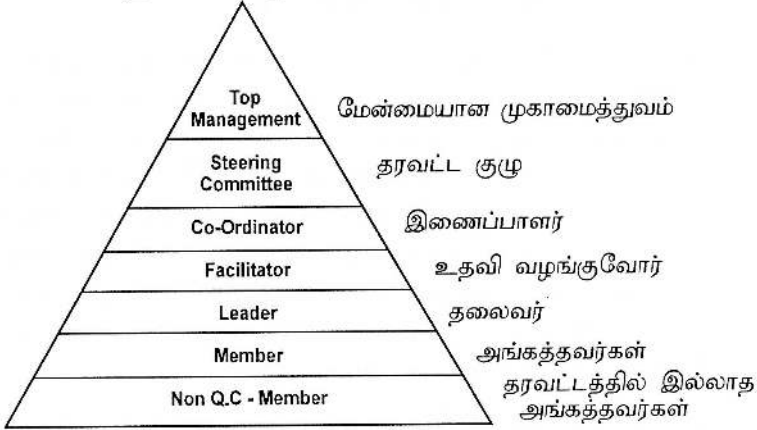 Top
Management
மேன்மையான முகாமைத்துவம்
Steering
Committee
தரவட்ட குழு
Co-Ordinator
இணைப்பாளர்
Facilitator
உதவி வழங்குவோர்
Leader
தலைவர்
Member
அங்கத்தவர்கள்
Non Q.C - Member
தரவட்டத்தில் இல்லாத
அங்கத்தவர்கள்